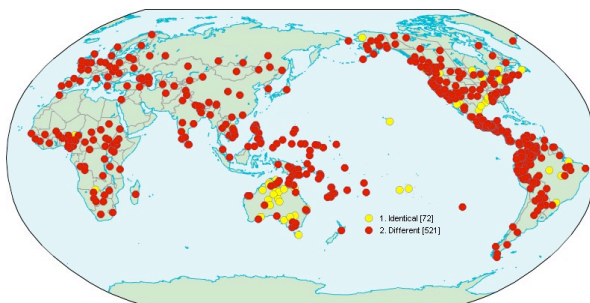 1. Identical [72]
2. Different [521]